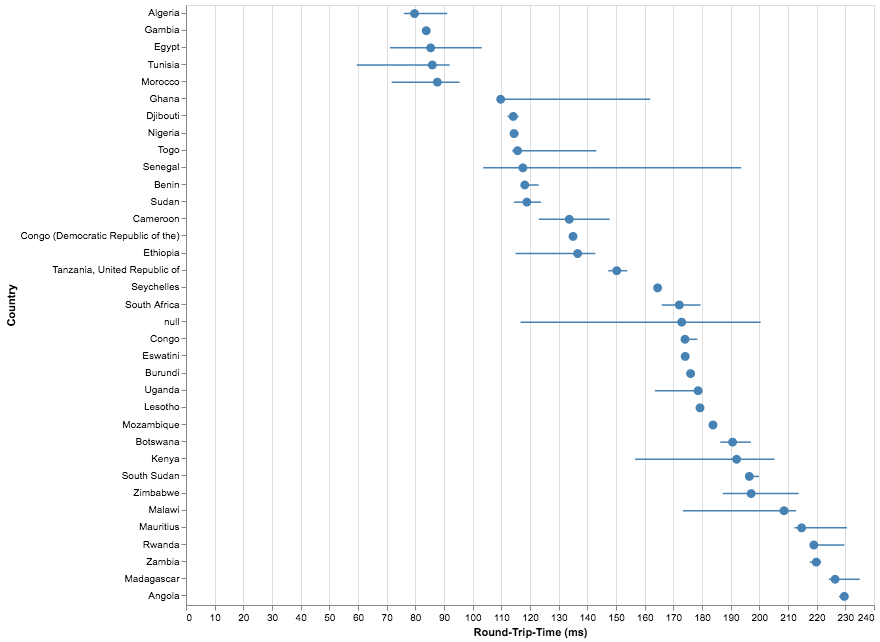 Algeria
Gambia
Egypt
Tunisia
Morocco
Ghana
Djibouti
Nigeria
Togo
Senegal
Benin
Sudan
Cameroon
Congo (Democratic Republic of the)
Ethiopia
Tanzania, United Republic of
Seychelles
South Africa
null
Congo
Eswatini
Burundi
Uganda
Lesotho
Mozambique
Botswana
Kenya
South Sudan
Zimbabwe
Malawi
Mauritius
Rwanda
Zambia
Madagascar
Angola
Country
0 10 20 30 40 50 60 70 80 90 100 110 120 130 140 150 160 170 180 190 200 210 220 230 240
Round-Trip-Time (ms)